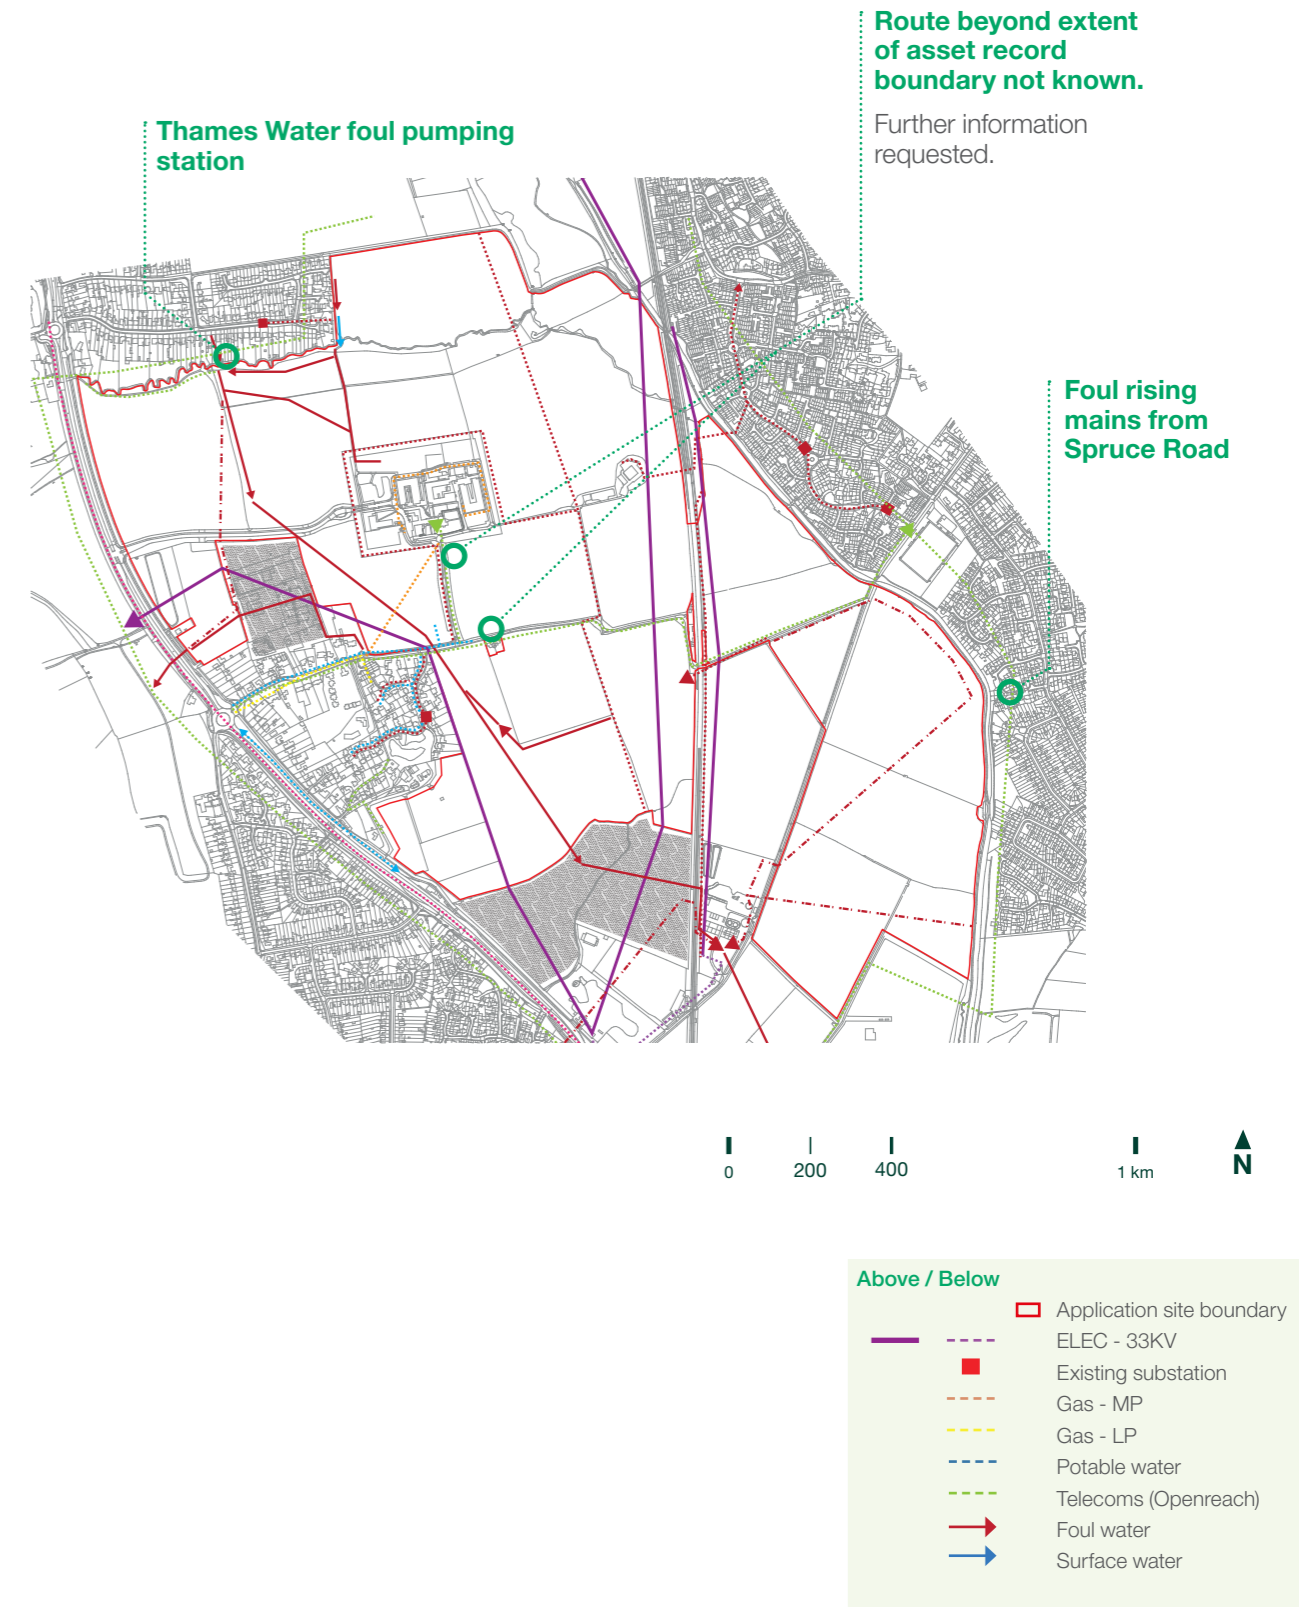 Route beyond extent
of asset record
boundary not known.
Further information
requested.
Thames Water foul pumping
station
Foul rising
mains from
Spruce Road
0
200
400
1 km
N
Above / Below
Application site boundary
ELEC - 33KV
Existing substation
Gas - MP
Gas - LP
Potable water
Telecoms (Openreach)
Foul water
Surface water